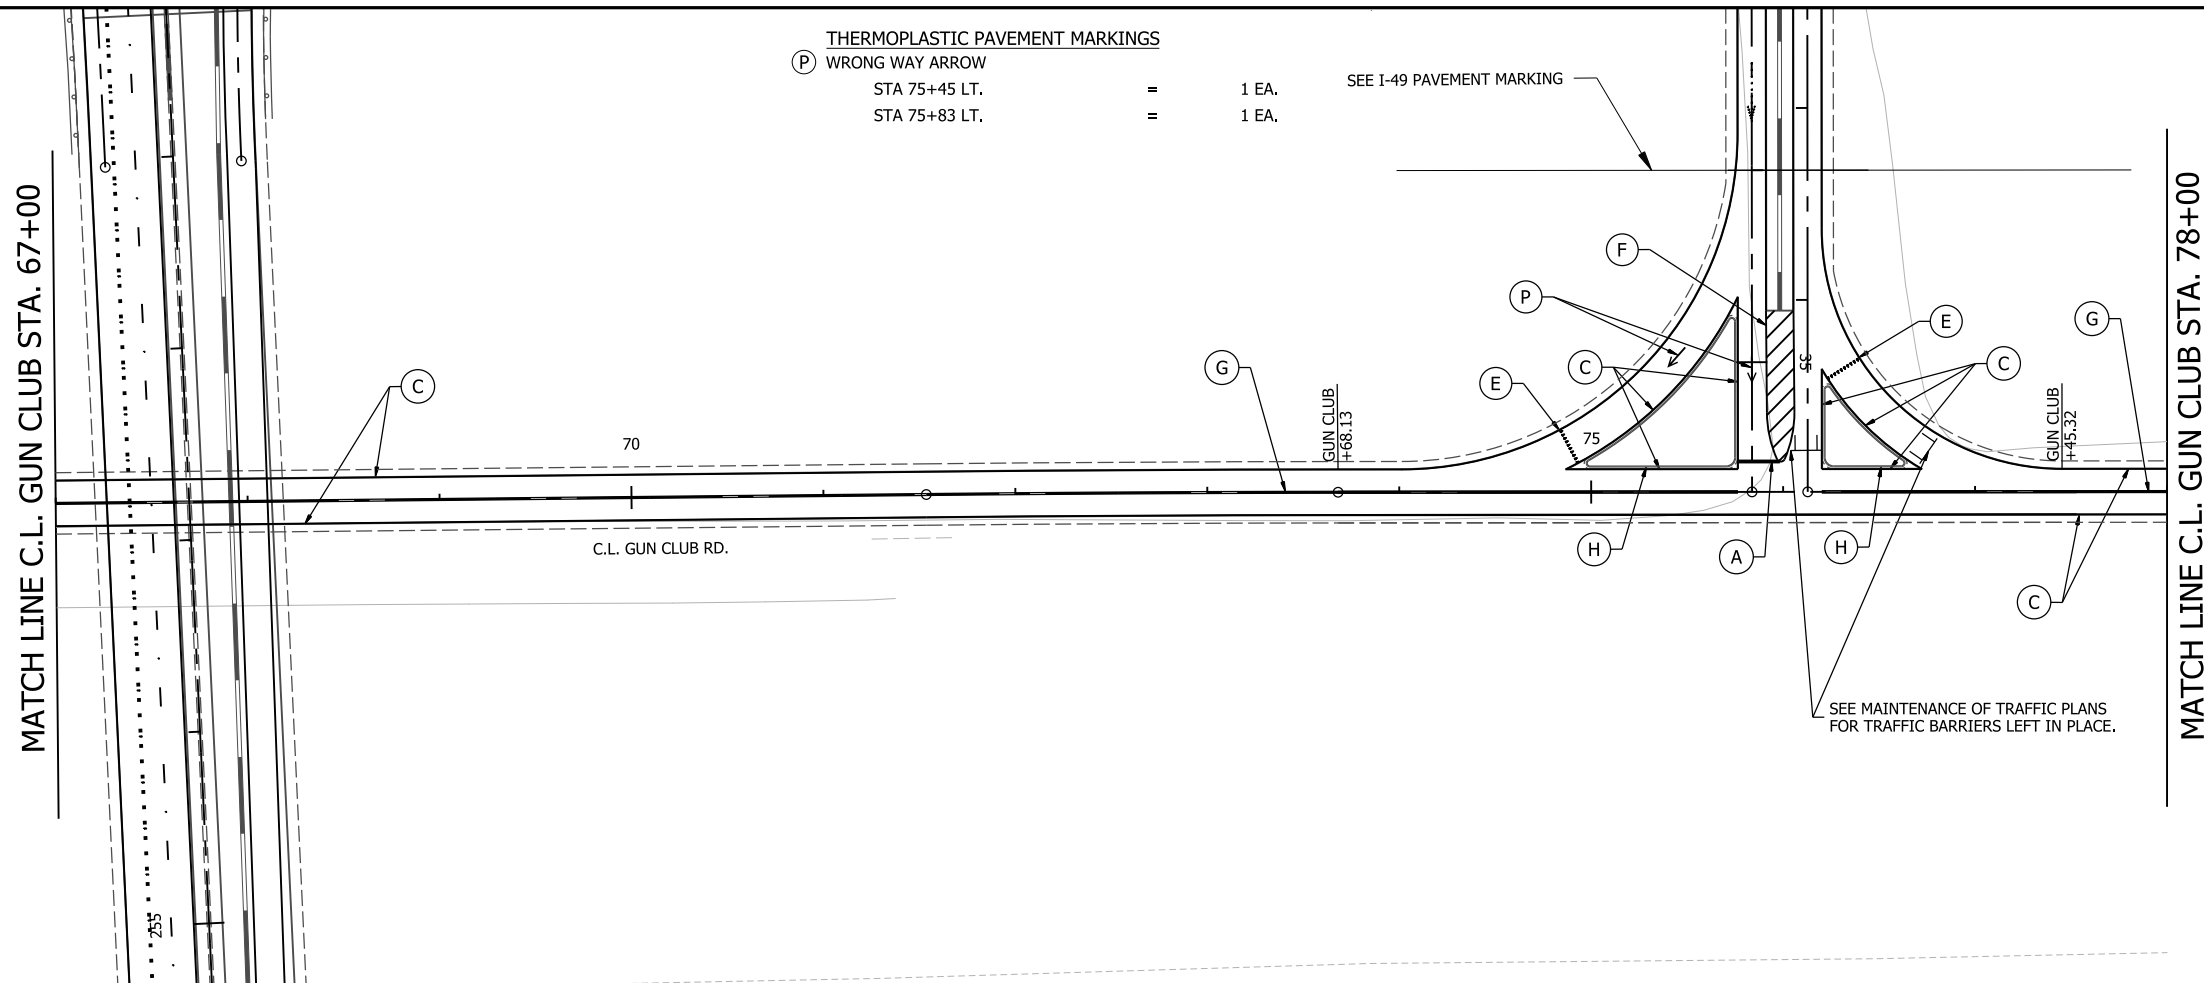 THERMOPLASTIC PAVEMENT MARKINGS
P WRONG WAY ARROW
STA 75+45 LT. = 1 EA.
STA 75+83 LT. = 1 EA.
SEE I-49 PAVEMENT MARKING
MATCH LINE C.L. GUN CLUB STA. 67+00
MATCH LINE C.L. GUN CLUB STA. 78+00
F
P
E
G
C
G
C
E
C
35
GUN CLUB
+68.13
GUN CLUB
+45.32
70
75
C.L. GUN CLUB RD.
H
A
H
C
SEE MAINTENANCE OF TRAFFIC PLANS
FOR TRAFFIC BARRIERS LEFT IN PLACE.
255